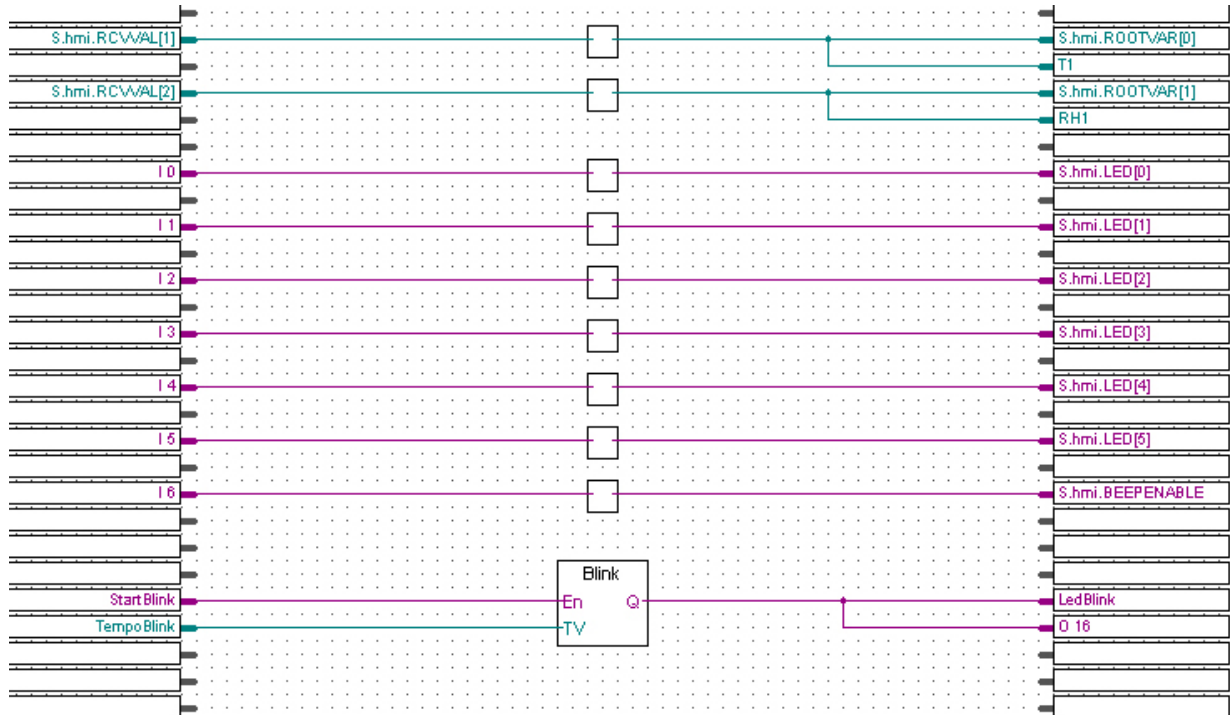 S.hmi.RCVVAL[1] S.hmi.ROOTVAR[0]
T1
S.hmi.RCVVAL[2] S.hmi.ROOTVAR[1]
RH1
I 0 S.hmi.LED[0]
I 1 S.hmi.LED[1]
I 2 S.hmi.LED[2]
I 3 S.hmi.LED[3]
I 4 S.hmi.LED[4]
I 5 S.hmi.LED[5]
I 6 S.hmi.BEEPENABLE
Blink
StartBlink En Q LedBlink
TempoBlink TV O 16